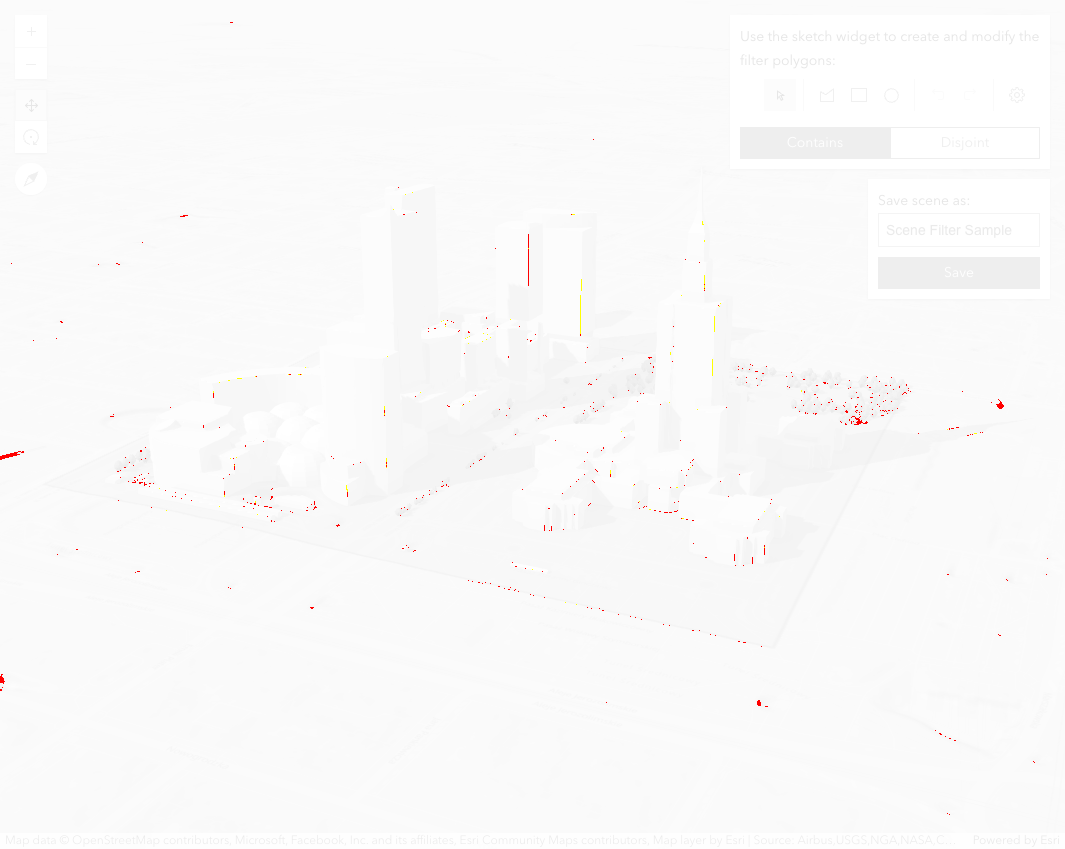 Use the sketch widget to create and modify the
filter polygons:
Contains
Disjoint
Save scene as:
Scene Filter Sample
Save
Map data © OpenStreetMap contributors, Microsoft, Facebook, Inc. and its affiliates, Esri Community Maps contributors, Map layer by Esri | Source: Airbus,USGS,NGA,NASA,C...
Powered by Esri